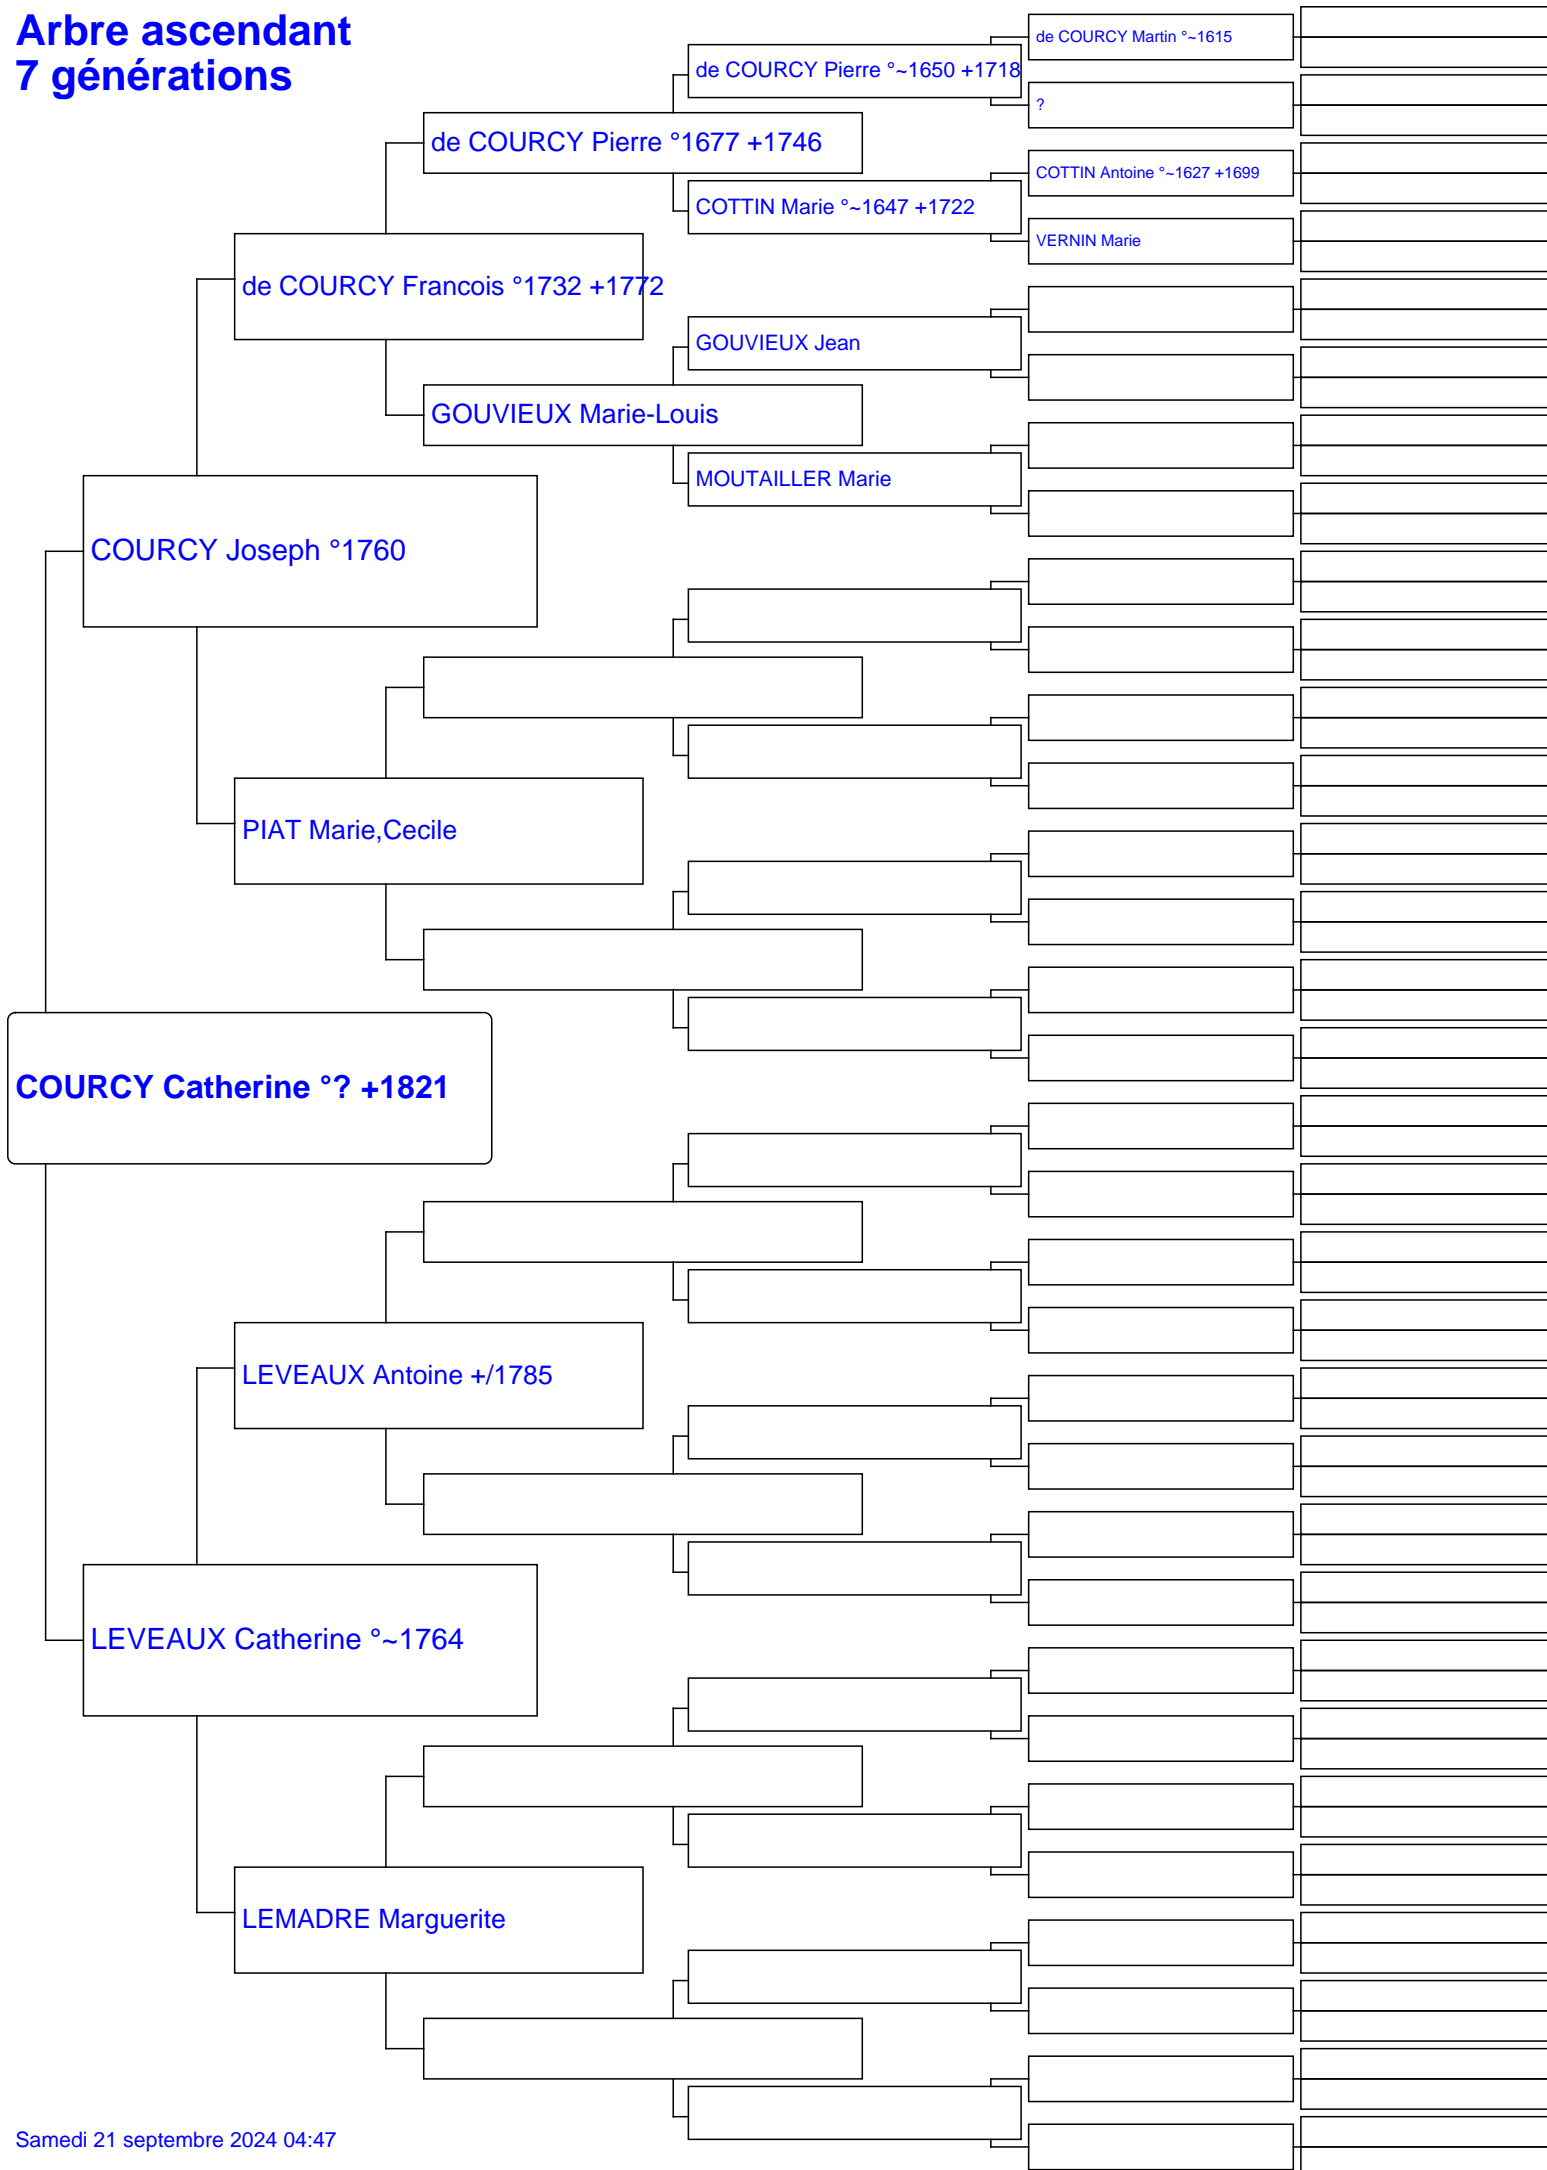 Arbre ascendant
7 générations
de COURCY Martin °~1615
de COURCY Pierre °~1650 +1718
?
de COURCY Pierre °1677 +1746
COTTIN Antoine °~1627 +1699
COTTIN Marie °~1647 +1722
VERNIN Marie
de COURCY Francois °1732 +1772
GOUVIEUX Jean
GOUVIEUX Marie-Louis
MOUTAILLER Marie
COURCY Joseph °1760
PIAT Marie,Cecile
COURCY Catherine °? +1821
LEVEAUX Antoine +/1785
LEVEAUX Catherine °~1764
LEMADRE Marguerite
Samedi 21 septembre 2024 04:47